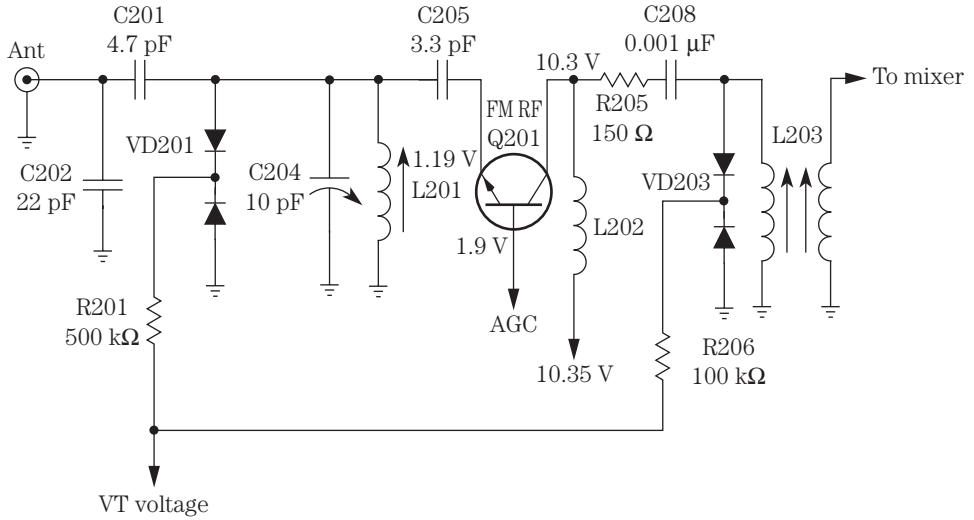 Ant
C201
4.7 pF
C205
3.3 pF
C208
0.001 μF
10.3 V
To mixer
R205
150 Ω
FM RF
Q201
L203
VD201
C202
22 pF
C204
10 pF
1.19 V
L201
VD203
1.9 V
L202
R201
500 kΩ
AGC
10.35 V
R206
100 kΩ
VT voltage